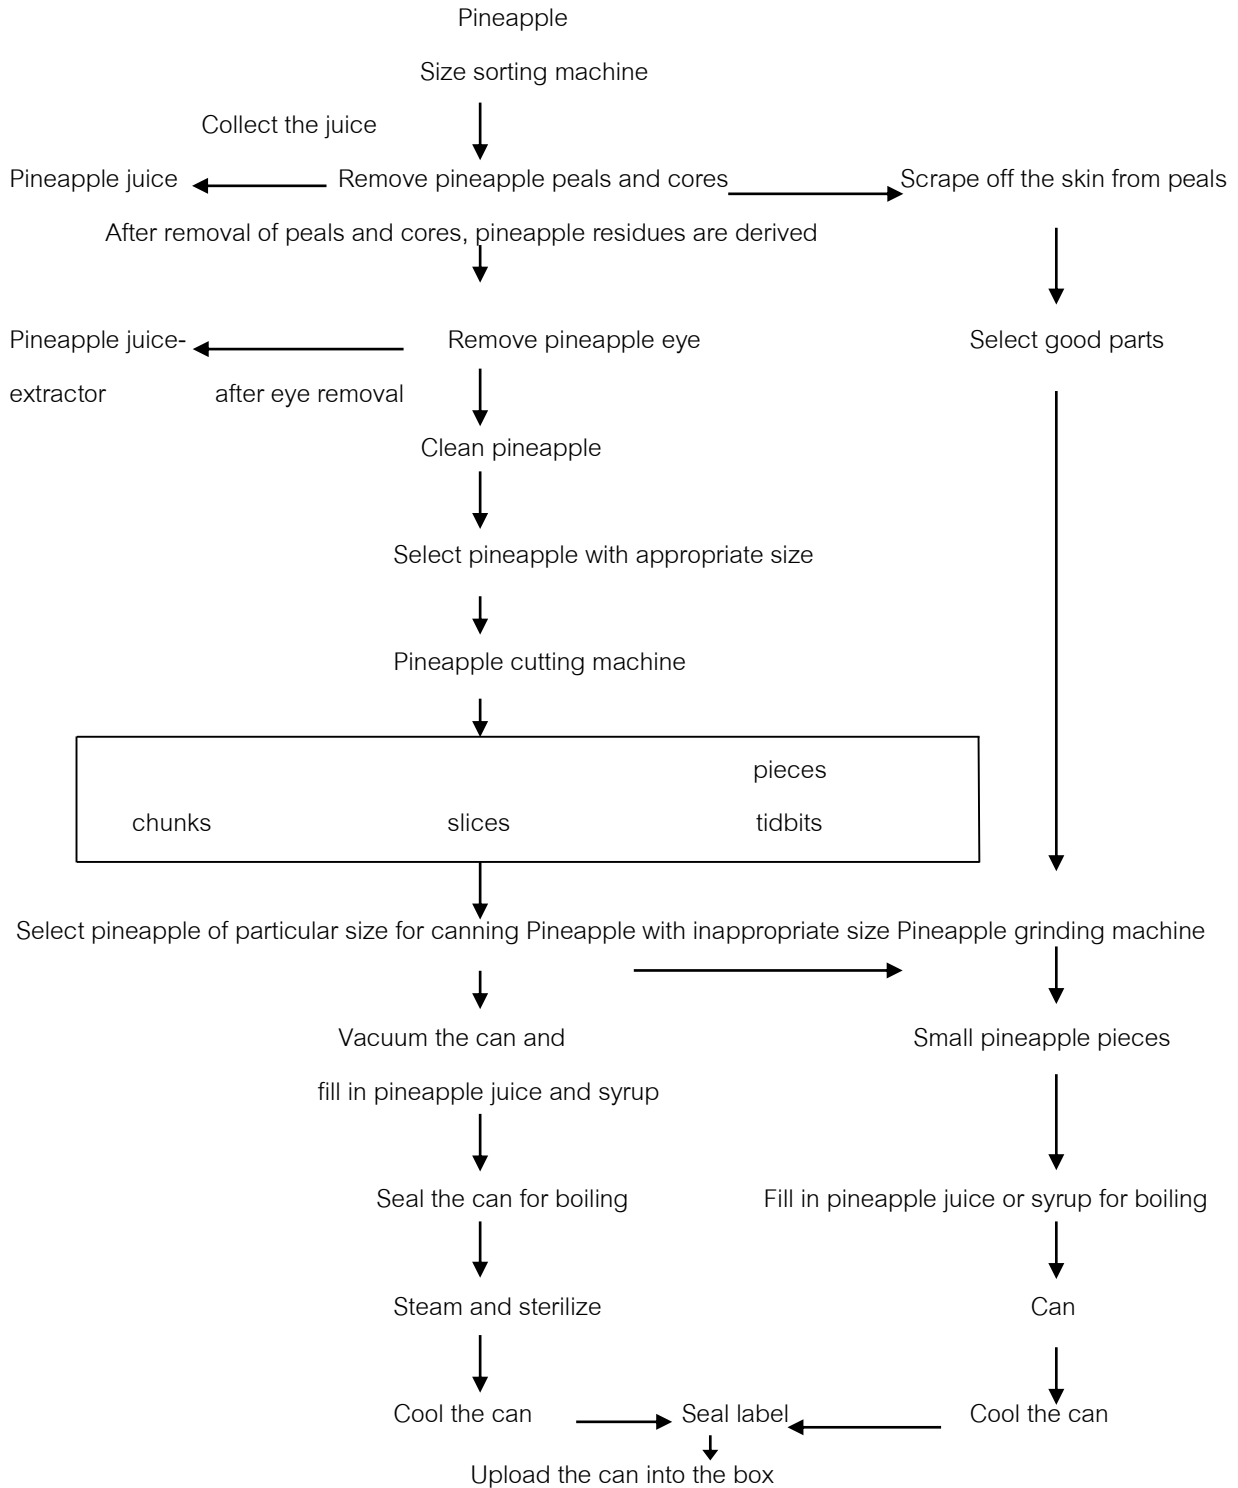 Pineapple
Size sorting machine
Collect the juice
Pineapple juice Remove pineapple peals and cores Scrape off the skin from peals
After removal of peals and cores, pineapple residues are derived
Pineapple juice- Remove pineapple eye Select good parts
extractor after eye removal
Clean pineapple
Select pineapple with appropriate size
Pineapple cutting machine
pieces
chunks slices tidbits
Select pineapple of particular size for canning Pineapple with inappropriate size Pineapple grinding machine
Vacuum the can and Small pineapple pieces
fill in pineapple juice and syrup
Seal the can for boiling Fill in pineapple juice or syrup for boiling
Steam and sterilize Can
Cool the can Seal label Cool the can
Upload the can into the box